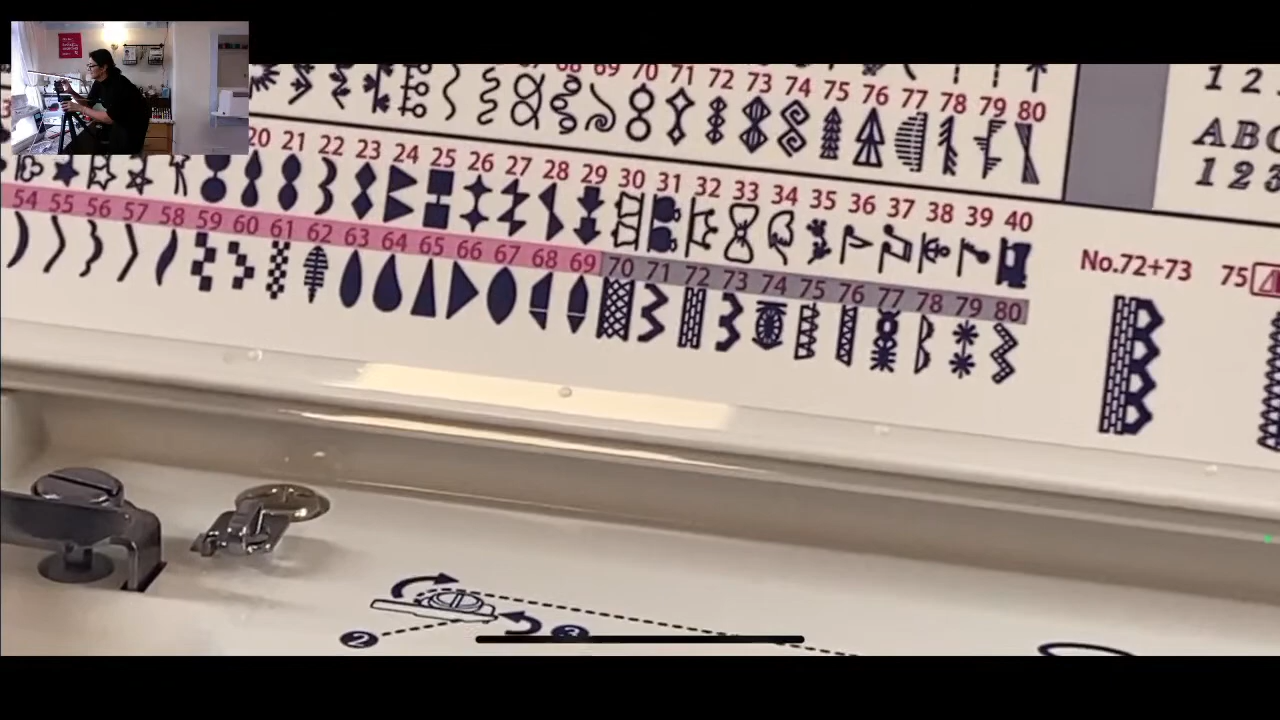 69 70 71 72 73 74 75 76 77 78 79 80
1 2
ABC
1 2 3
20 21 22 23 24 25 26 27 28 29 30 31 32 33 34 35 36 37 38 39 40
54 55 56 57 58 59 60 61 62 63 64 65 66 67 68 69 70 71 72 73 74 75 76 77 78 79 80
No.72+73 75
2 3